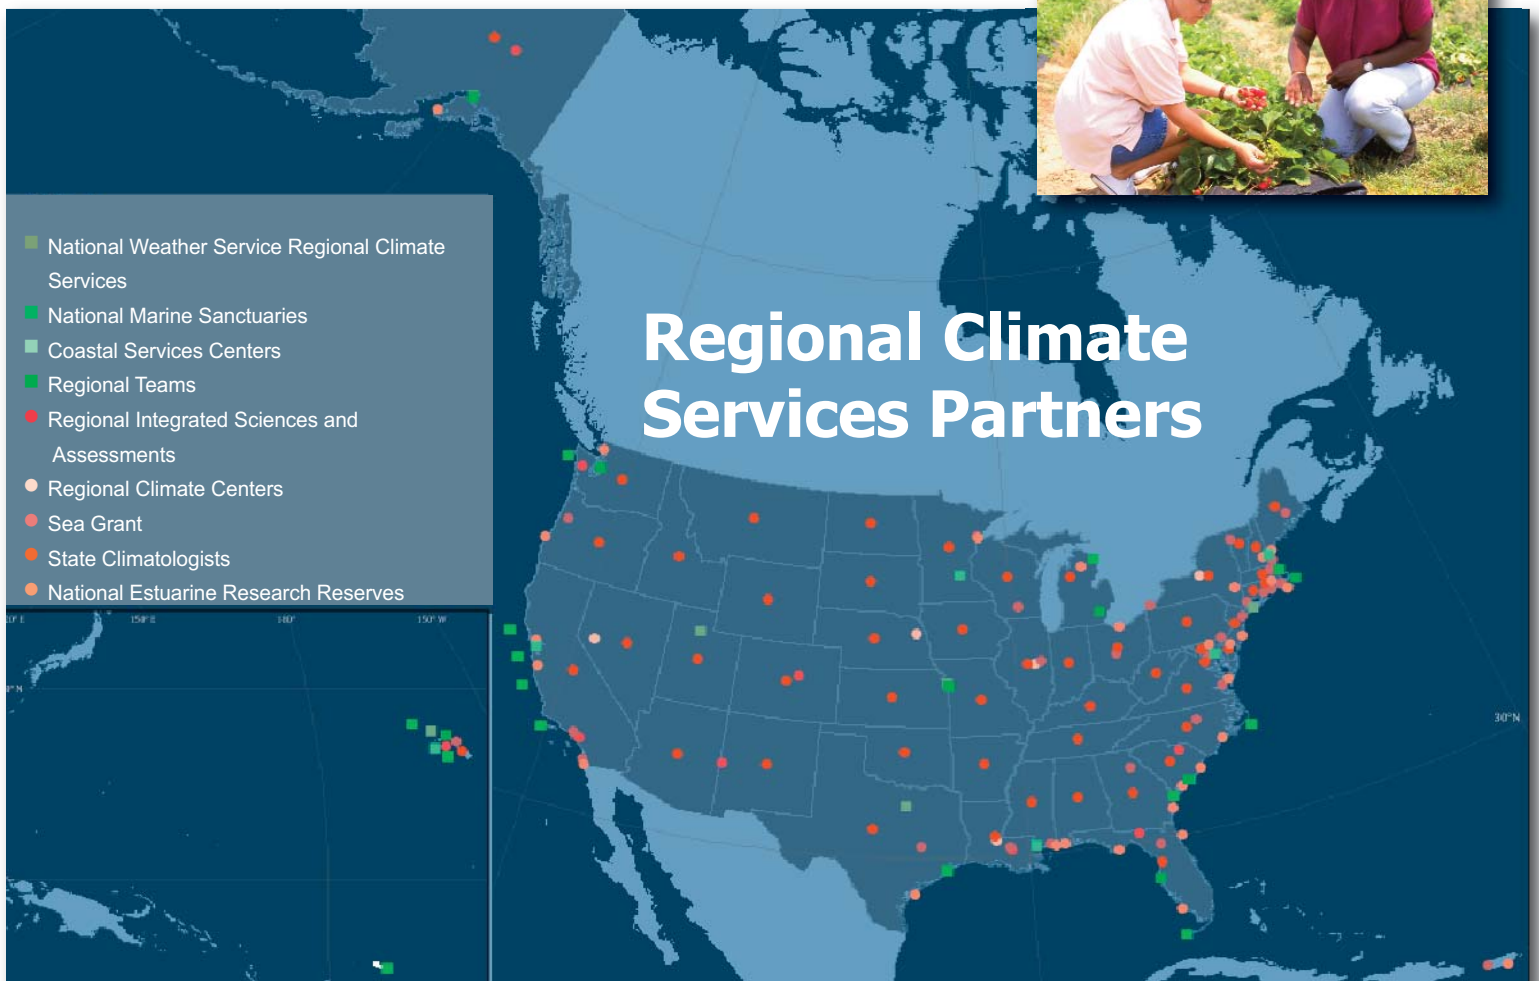 National Weather Service Regional Climate
Services
National Marine Sanctuaries
Coastal Services Centers
Regional Teams
Regional Integrated Sciences and
Assessments
Regional Climate Centers
Sea Grant
State Climatologists
National Estuarine Research Reserves
Regional Climate
Services Partners
150° E
180°
150° W
30°N